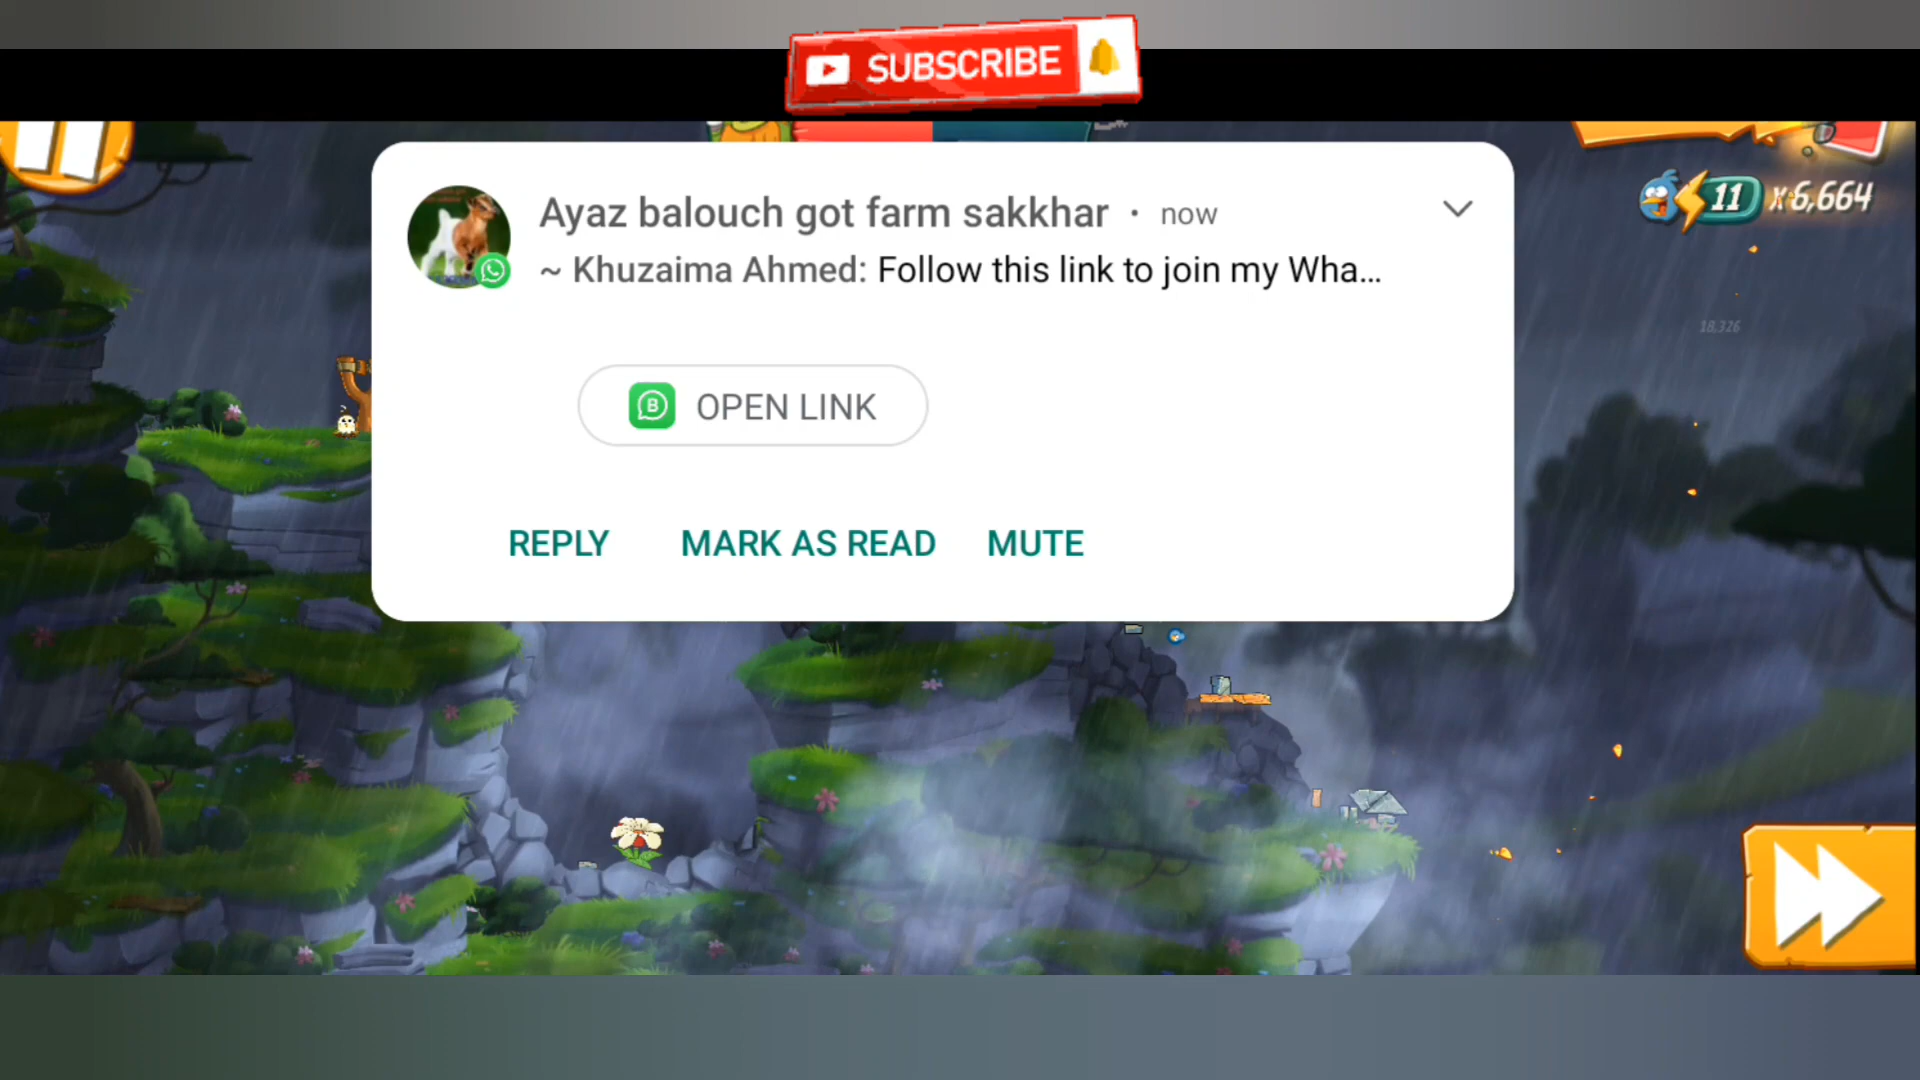 SUBSCRIBE
Ayaz balouch got farm sakkhar · now
~ Khuzaima Ahmed: Follow this link to join my Wha...
11 x6,664
18,326
B OPEN LINK
REPLY MARK AS READ MUTE